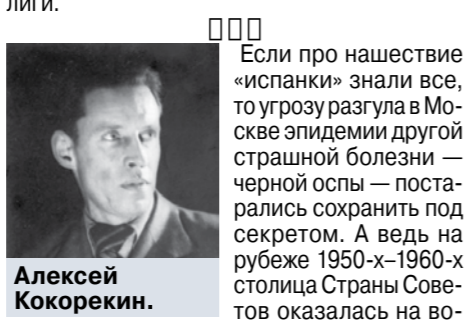 лиги.
Если про нашествие
«испанки» знали все,
то угрозу разгула в Мо-
скве эпидемии другой
страшной болезни —
черной оспы — поста-
рались сохранить под
секретом. А ведь на
рубеже 1950-х–1960-х
столица Страны Сове-
тов оказалась на во-
Алексей
Кокорекин.